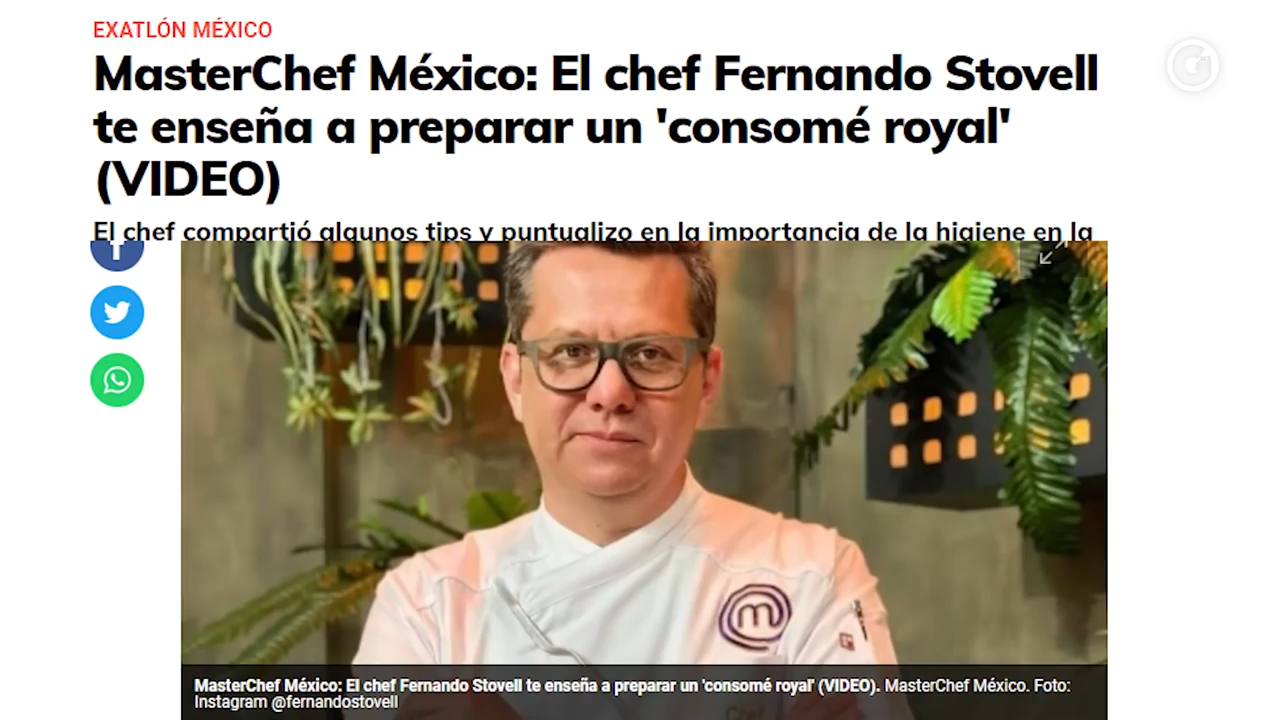 EXATLÓN MÉXICO
MasterChef México: El chef Fernando Stovell
te enseña a preparar un 'consomé royal'
(VIDEO)
El chef compartió algunos tips y puntualizo en la importancia de la higiene en la
MasterChef México: El chef Fernando Stovell te enseña a preparar un 'consomé royal' (VIDEO). MasterChef México. Foto:
Instagram @fernandostovell